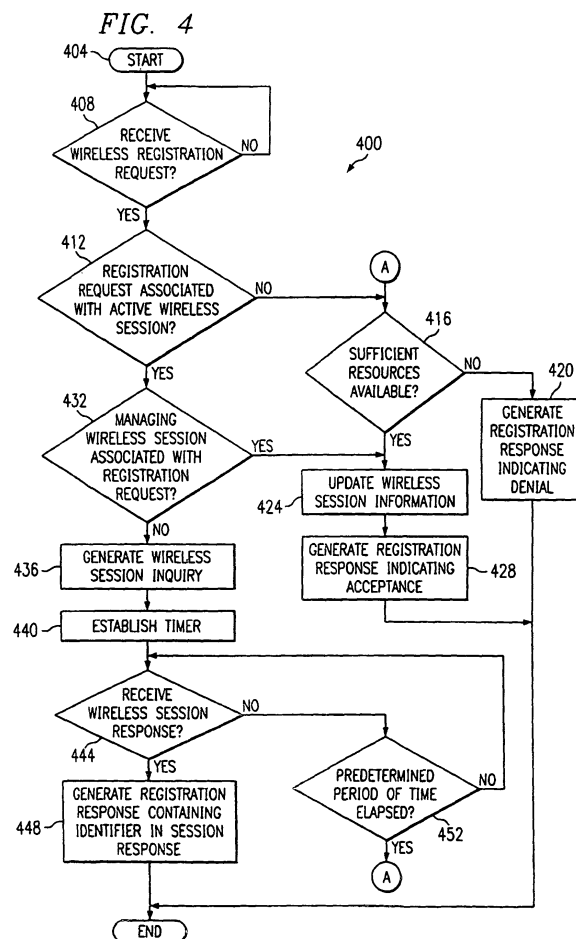 FIG. 4
404
START
408
RECEIVE
WIRELESS REGISTRATION
REQUEST?
NO
400
YES
412
REGISTRATION
REQUEST ASSOCIATED
WITH ACTIVE WIRELESS
SESSION?
NO
A
416
SUFFICIENT
RESOURCES
AVAILABLE?
NO
420
GENERATE
REGISTRATION
RESPONSE
INDICATING
DENIAL
YES
YES
432
MANAGING
WIRELESS SESSION
ASSOCIATED WITH
REGISTRATION
REQUEST?
YES
424
UPDATE WIRELESS
SESSION INFORMATION
NO
436
GENERATE WIRELESS
SESSION INQUIRY
GENERATE REGISTRATION
RESPONSE INDICATING
ACCEPTANCE
428
440
ESTABLISH TIMER
RECEIVE
WIRELESS SESSION
RESPONSE?
NO
444
YES
PREDETERMINED
PERIOD OF TIME
ELAPSED?
NO
452
YES
A
448
GENERATE REGISTRATION
RESPONSE CONTAINING
IDENTIFIER IN SESSION
RESPONSE
END